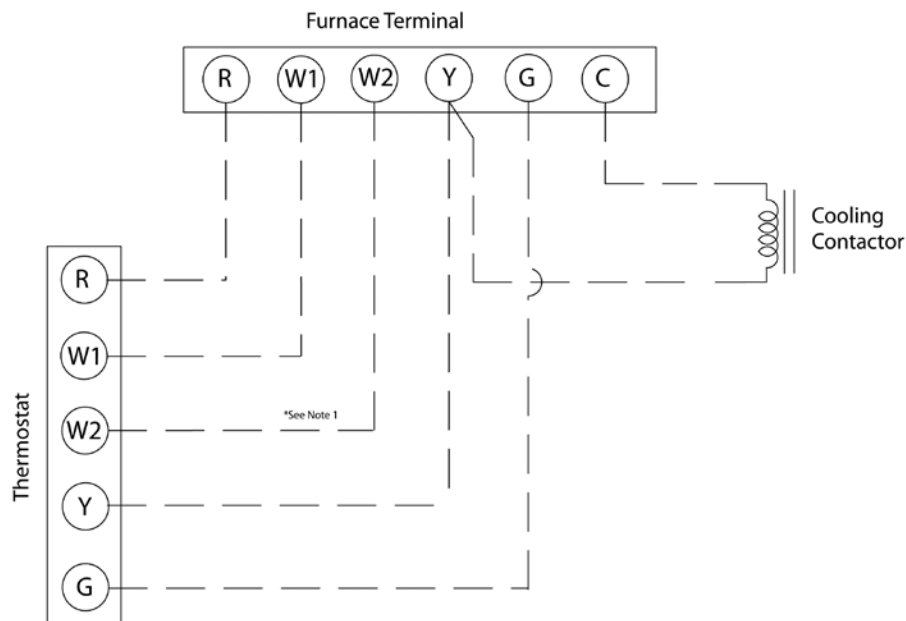 Furnace Terminal
R W1 W2 Y G C
Cooling
Contactor
Thermostat
R
W1
W2
*See Note 1
Y
G